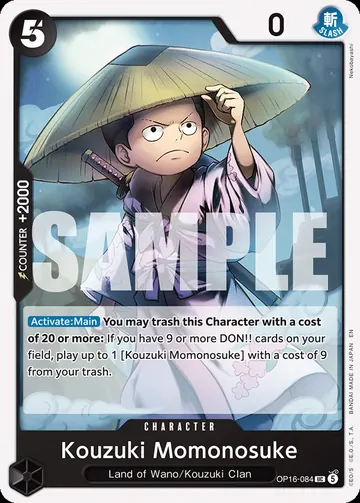 5
0
斬
SLASH
Nekobayashi
COUNTER +2000
SAMPLE
Activate:Main You may trash this Character with a cost
of 20 or more: If you have 9 or more DON!! cards on your
field, play up to 1 [Kouzuki Momonosuke] with a cost of 9
from your trash.
BANDAI MADE IN JAPAN EN
CHARACTER
Kouzuki Momonosuke
Land of Wano/Kouzuki Clan
OP16-084 UC 5